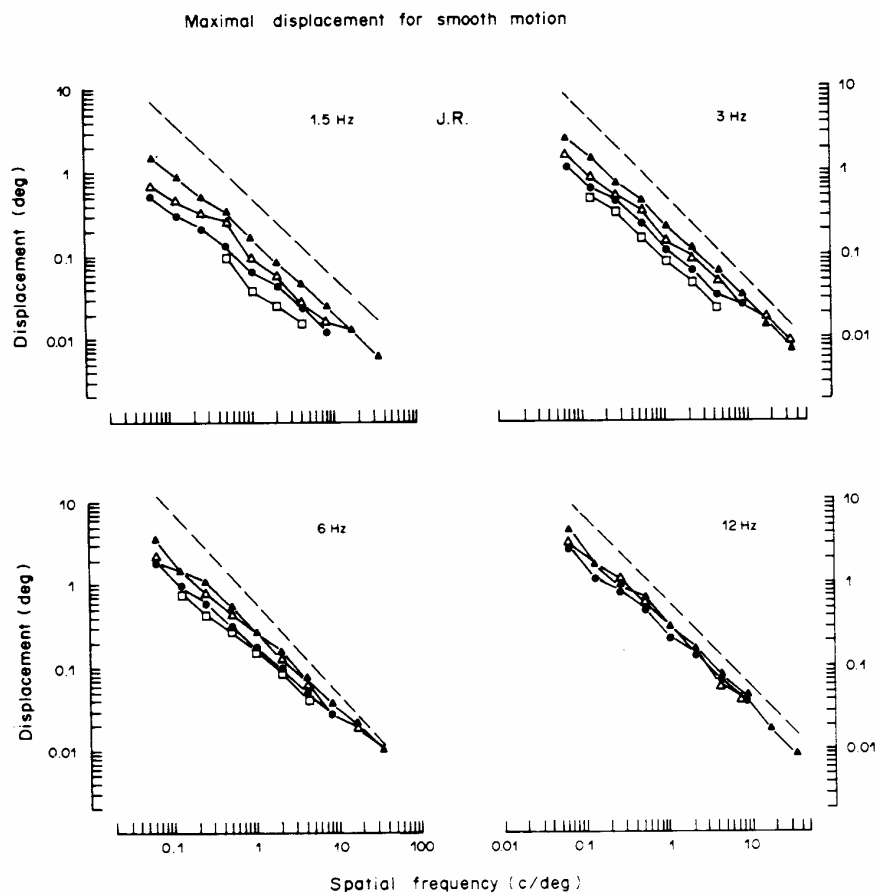 Maximal displacement for smooth motion
1.5 Hz
J.R.
3 Hz
10
1
0.1
0.01
Displacement (deg)
10
1
0.1
0.01
6 Hz
12 Hz
10
1
0.1
0.01
Displacement (deg)
10
1
0.1
0.01
0.1
1
10
100
0.01
0.1
1
10
Spatial frequency (c/deg)